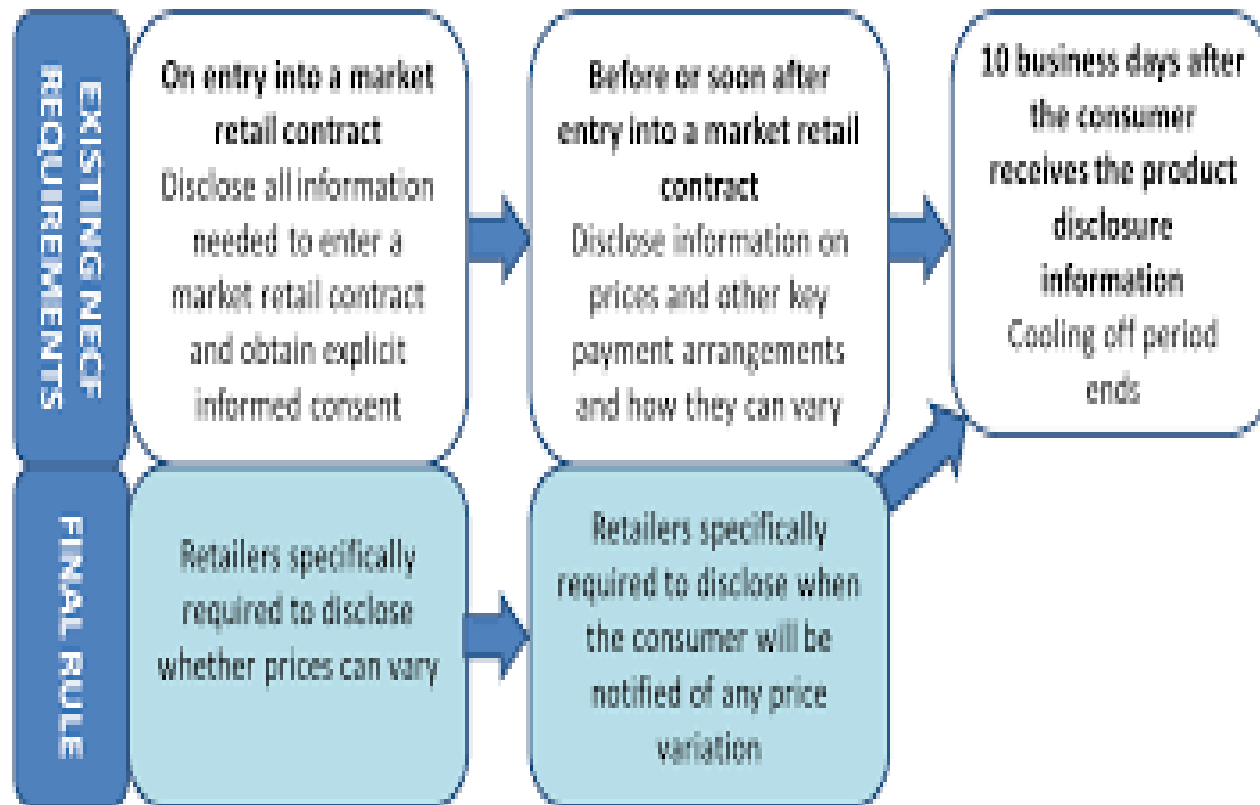 EXISTING NECF
REQUIREMENTS
On entry into a market
retail contract
Disclose all information
needed to enter a
market retail contract
and obtain explicit
informed consent
Before or soon after
entry into a market retail
contract
Disclose information on
prices and other key
payment arrangements
and how they can vary
10 business days after
the consumer
receives the product
disclosure
information
Cooling off period
ends
FINAL RULE
Retailers specifically
required to disclose
whether prices can vary
Retailers specifically
required to disclose when
the consumer will be
notified of any price
variation